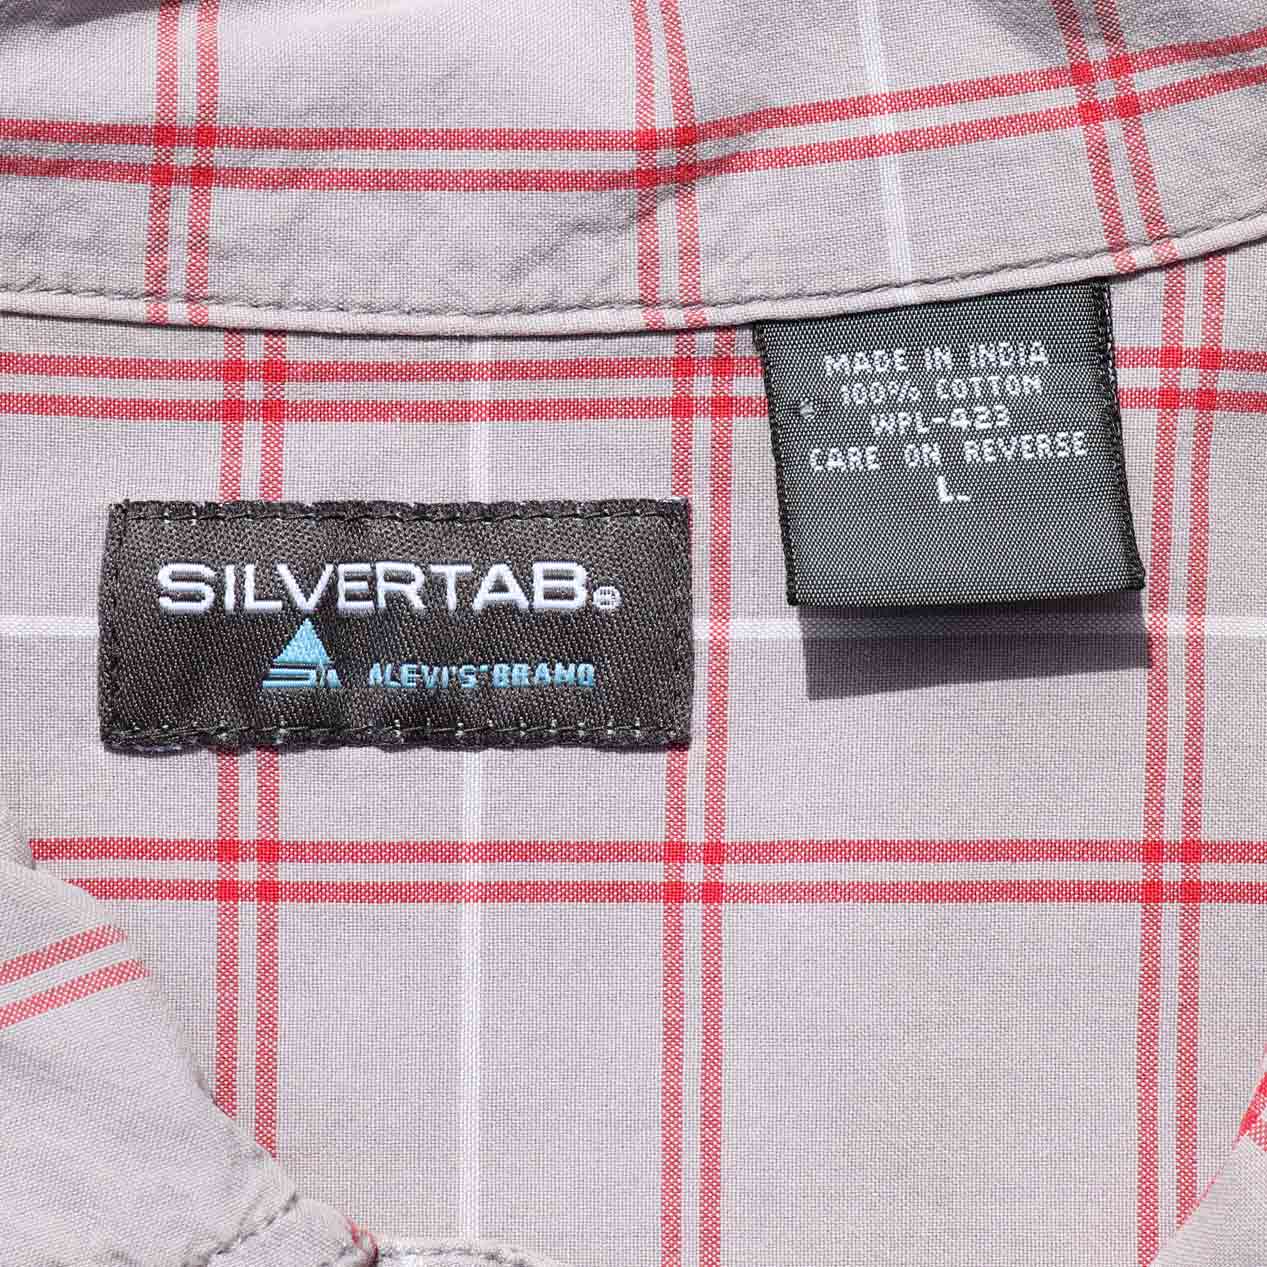 MADE IN INDIA
100% COTTON
WPL-423
CARE ON REVERSE
L
SILVERTAB®
A LEVI'S® BRAND